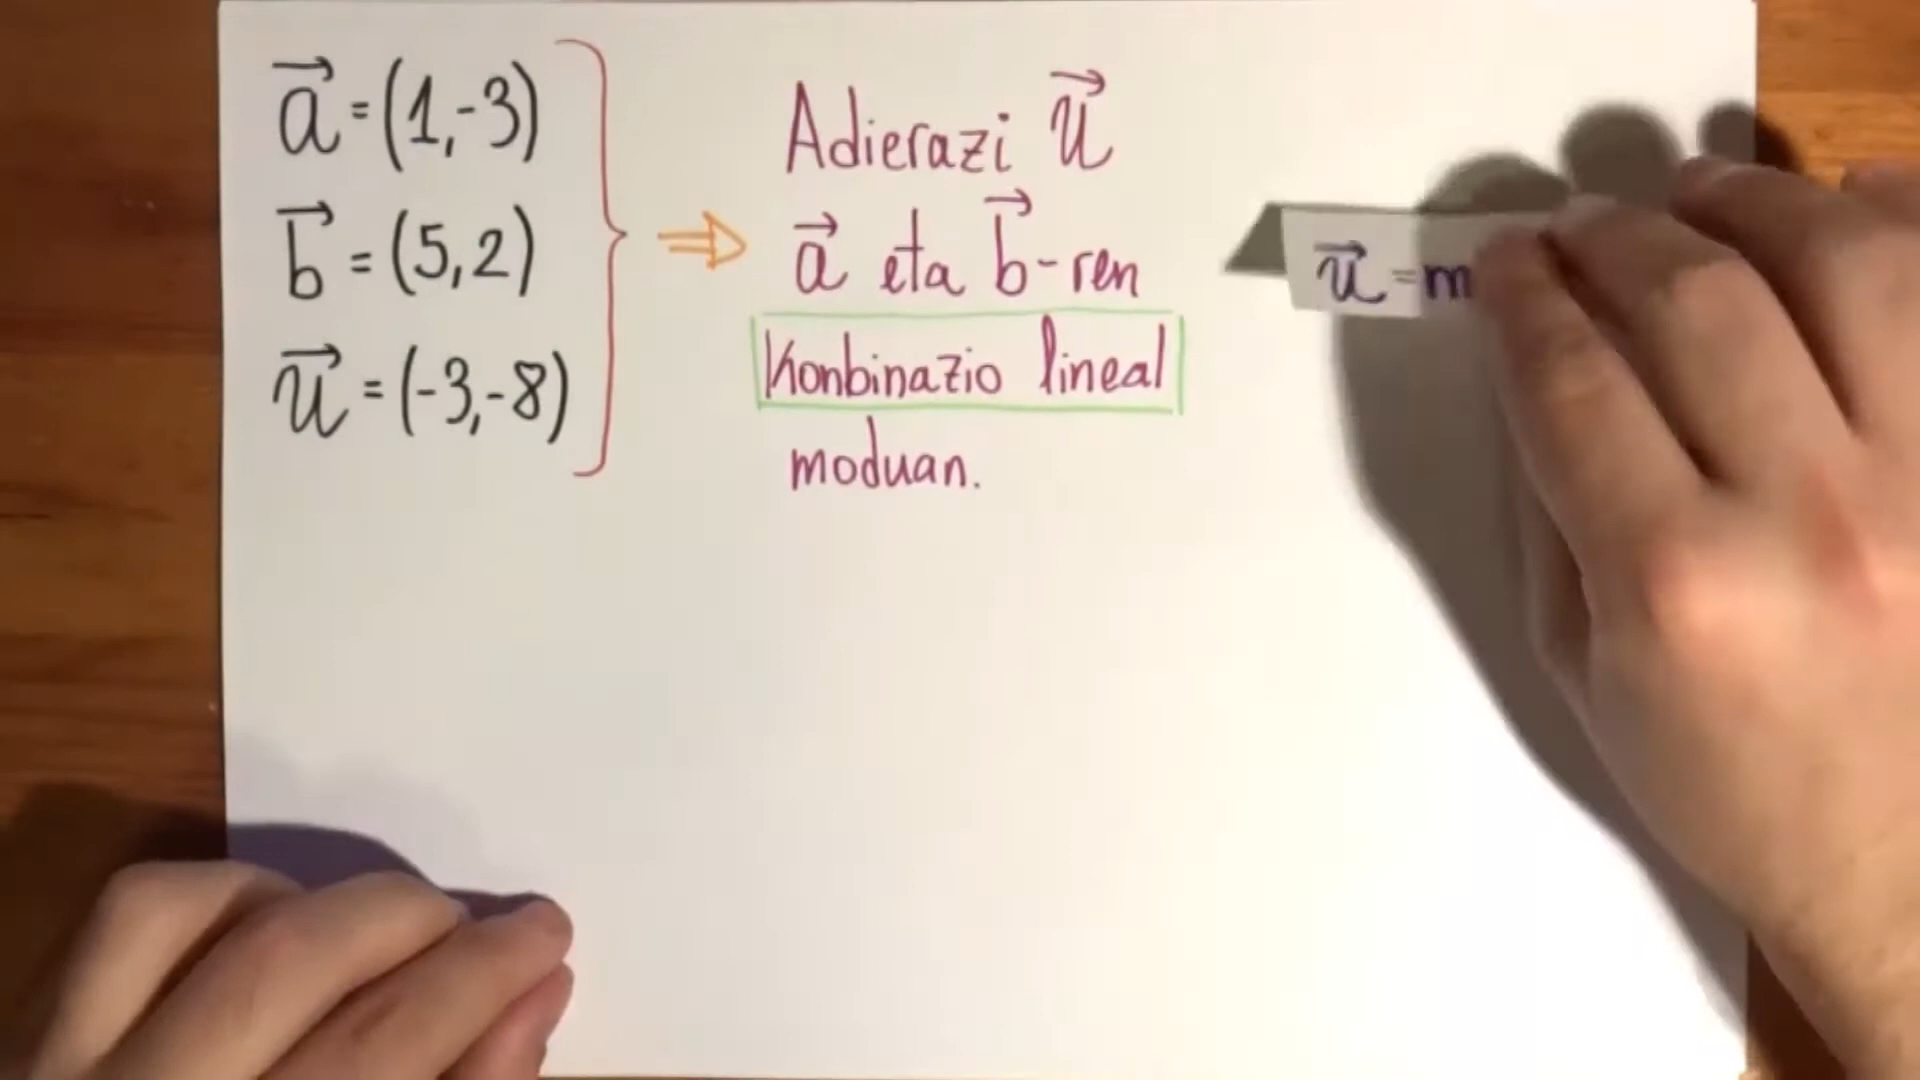 a⃗ = (1,-3)
b⃗ = (5,2)
u⃗ = (-3,-8)
⇒
Adierazi u⃗
a⃗ eta b⃗-ren
Konbinazio lineal
moduan.
u⃗ = m